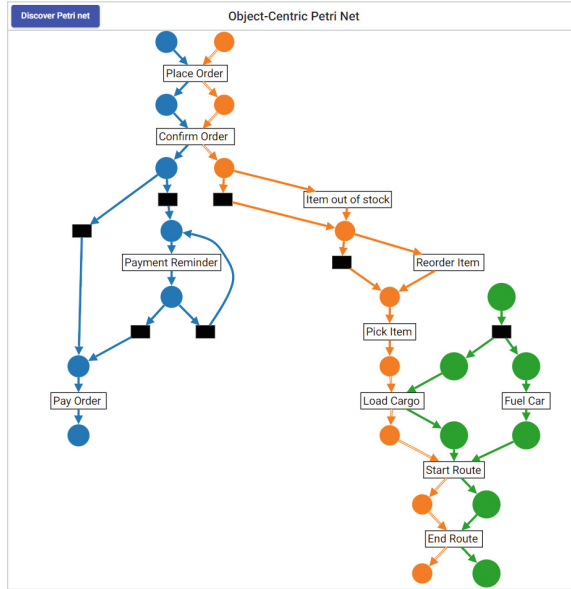 Discover Petri net
Object-Centric Petri Net
Place Order
Confirm Order
Item out of stock
Payment Reminder
Reorder Item
Pick Item
Pay Order
Load Cargo
Fuel Car
Start Route
End Route